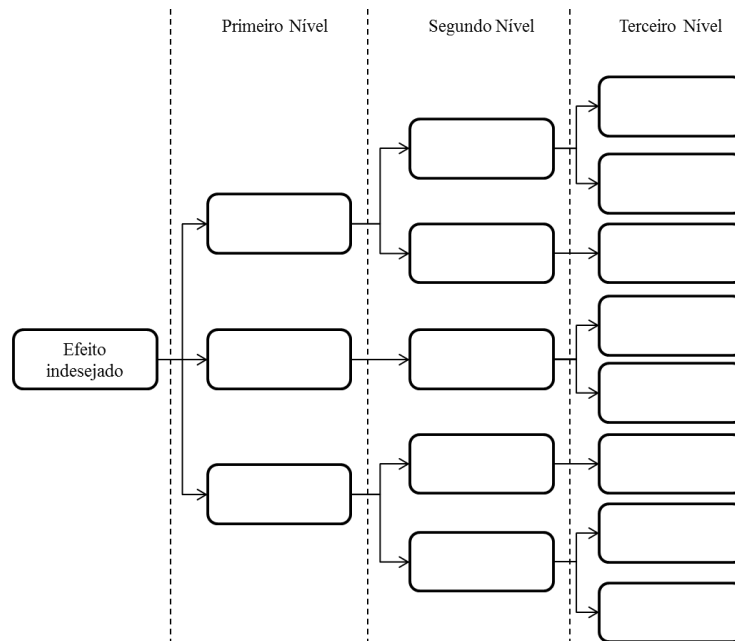 Primeiro Nível
Segundo Nível
Terceiro Nível
Efeito
indesejado